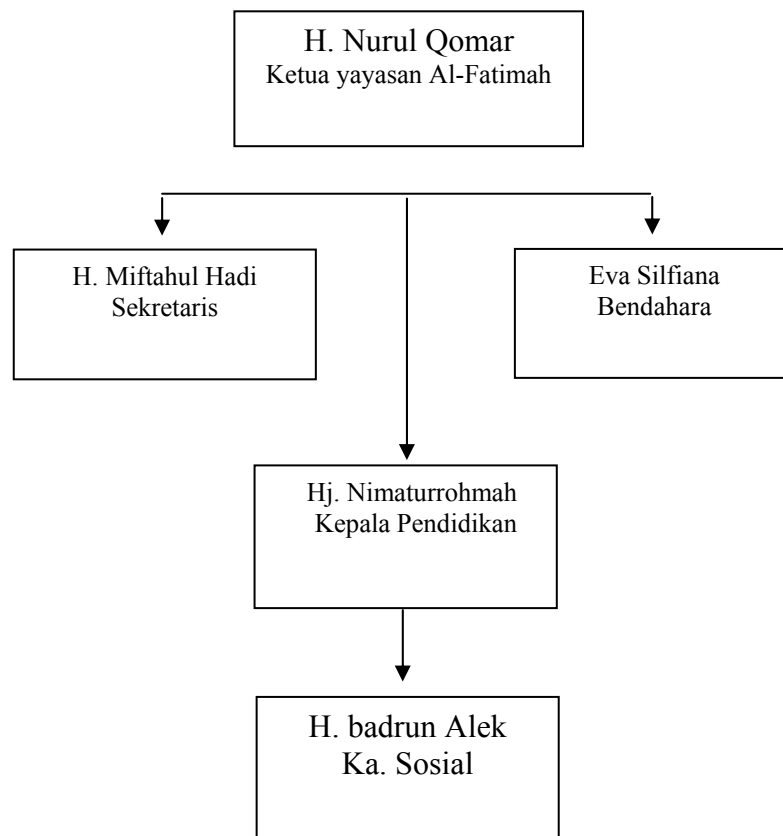 H. Nurul Qomar
Ketua yayasan Al-Fatimah
H. Miftahul Hadi
Sekretaris
Eva Silfiana
Bendahara
Hj. Nimaturrohmah
Kepala Pendidikan
H. badrun Alek
Ka. Sosial